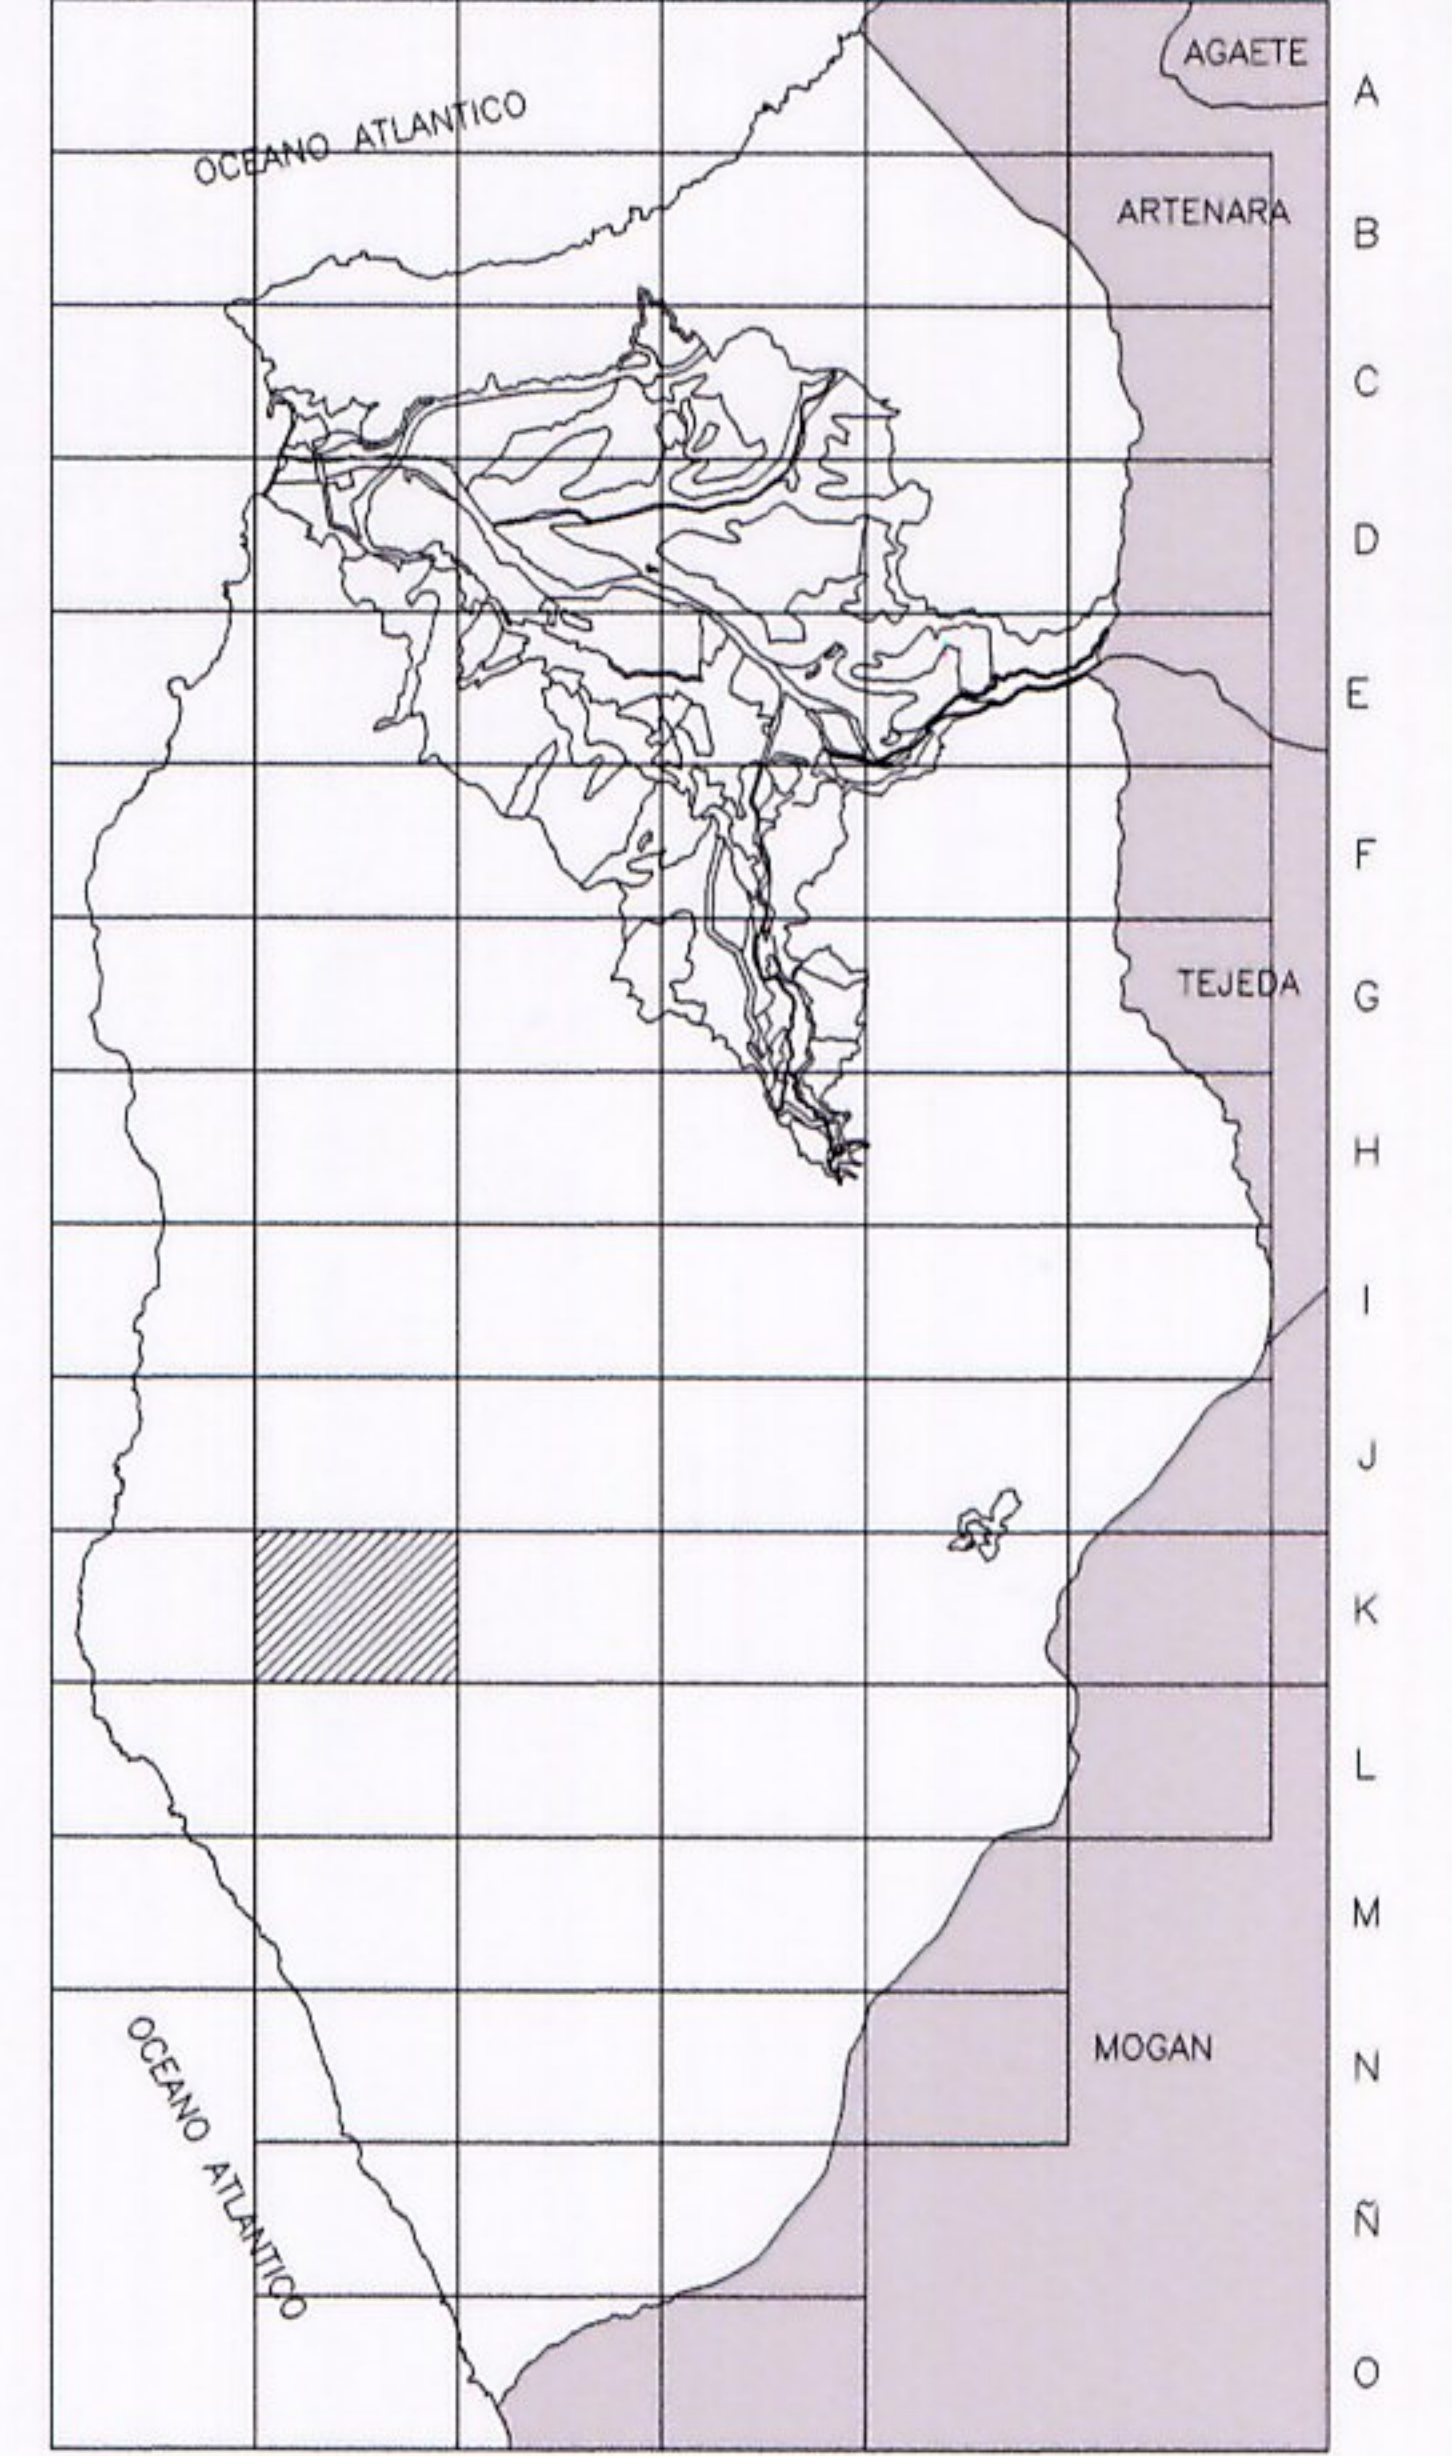 AGAETE
A
OCEANO ATLANTICO
ARTENARA
B
C
D
E
F
TEJEDA
G
H
I
J
K
L
M
MOGAN
N
OCEANO ATLANTICO
Ñ
O